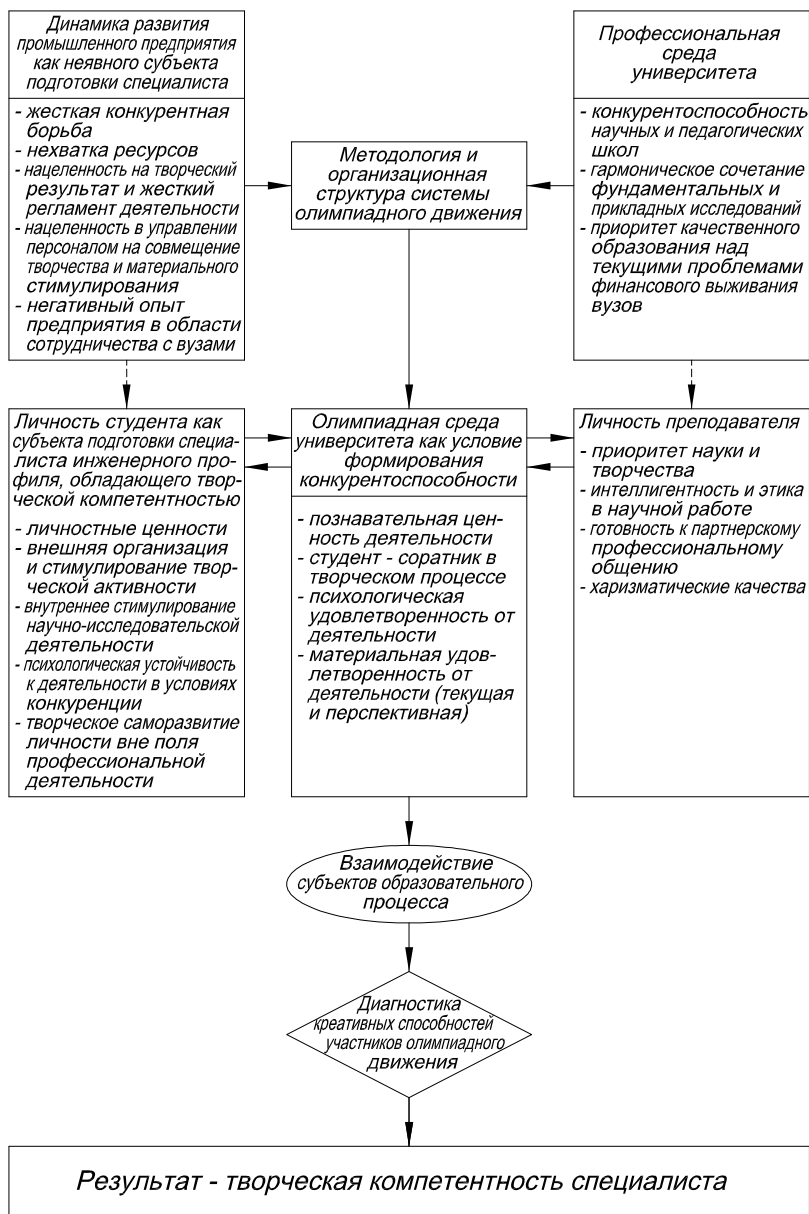 Динамика развития
промышленного предприятия
как неявного субъекта
подготовки специалиста
- жесткая конкурентная
борьба
- нехватка ресурсов
- нацеленность на творческий
результат и жесткий
регламент деятельности
- нацеленность в управлении
персоналом на совмещение
творчества и материального
стимулирования
- негативный опыт
предприятия в области
сотрудничества с вузами
Методология и
организационная
структура системы
олимпиадного движения
Профессиональная
среда
университета
- конкурентоспособность
научных и педагогических
школ
- гармоническое сочетание
фундаментальных и
прикладных исследований
- приоритет качественного
образования над
текущими проблемами
финансового выживания
вузов
Личность студента как
субъекта подготовки специа-
листа инженерного про-
филя, обладающего твор-
ческой компетентностью
- личностные ценности
- внешняя организация
и стимулирование твор-
ческой активности
- внутреннее стимулирование
научно-исследовательской
деятельности
- психологическая устойчивость
к деятельности в условиях
конкуренции
- творческое саморазвитие
личности вне поля
профессиональной
деятельности
Олимпиадная среда
университета как условие
формирования
конкурентоспособности
- познавательная цен-
ность деятельности
- студент - соратник в
творческом процессе
- психологическая
удовлетворенность от
деятельности
- материальная удов-
летворенность от
деятельности (текущая
и перспективная)
Личность преподавателя
- приоритет науки и
творчества
- интеллигентность и этика
в научной работе
- готовность к партнерскому
профессиональному
общению
- харизматические качества
Взаимодействие
субъектов образовательного
процесса
Диагностика
креативных способностей
участников олимпиадного
движения
Результат - творческая компетентность специалиста